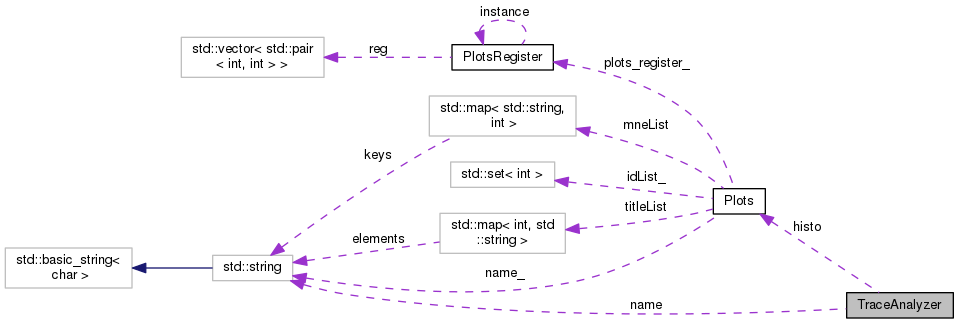 instance
std::vector< std::pair
< int, int > >
reg
PlotsRegister
plots_register_
std::map< std::string,
int >
mneList
keys
std::set< int >
idList_
titleList
Plots
std::map< int, std
::string >
histo
elements
std::basic_string<
char >
std::string
name_
name
TraceAnalyzer